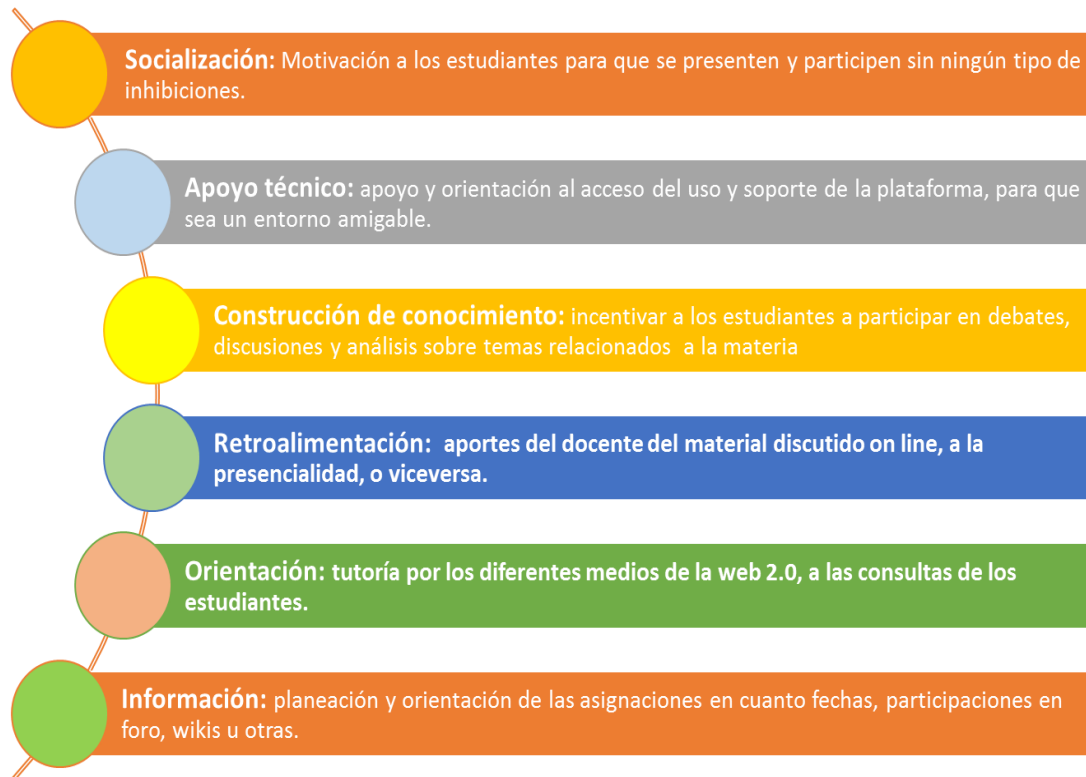 Socialización: Motivación a los estudiantes para que se presenten y participen sin ningún tipo de
inhibiciones.
Apoyo técnico: apoyo y orientación al acceso del uso y soporte de la plataforma, para que
sea un entorno amigable.
Construcción de conocimiento: incentivar a los estudiantes a participar en debates,
discusiones y análisis sobre temas relacionados  a la materia
Retroalimentación:  aportes del docente del material discutido on line, a la
presencialidad, o viceversa.
Orientación: tutoría por los diferentes medios de la web 2.0, a las consultas de los
estudiantes.
Información: planeación y orientación de las asignaciones en cuanto fechas, participaciones en
foro, wikis u otras.